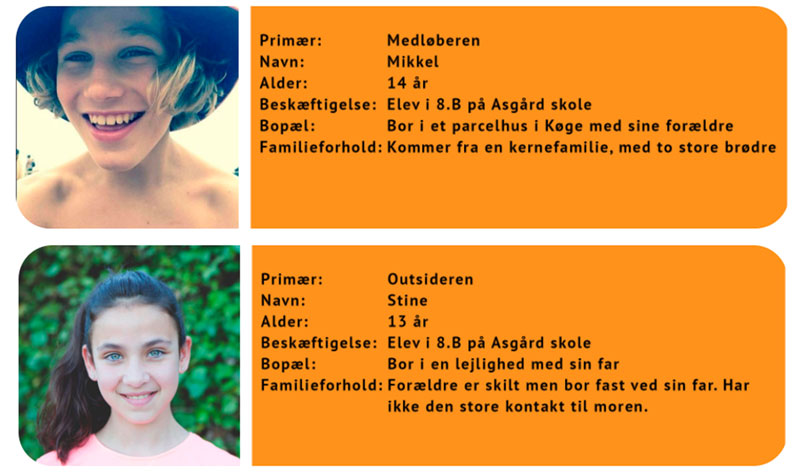 Primær: Medløberen
Navn: Mikkel
Alder: 14 år
Beskæftigelse: Elev i 8.B på Asgård skole
Bopæl: Bor i et parcelhus i Køge med sine forældre
Familieforhold: Kommer fra en kernefamilie, med to store brødre
Primær: Outsideren
Navn: Stine
Alder: 13 år
Beskæftigelse: Elev i 8.B på Asgård skole
Bopæl: Bor i en lejlighed med sin far
Familieforhold: Forældre er skilt men bor fast ved sin far. Har
ikke den store kontakt til moren.